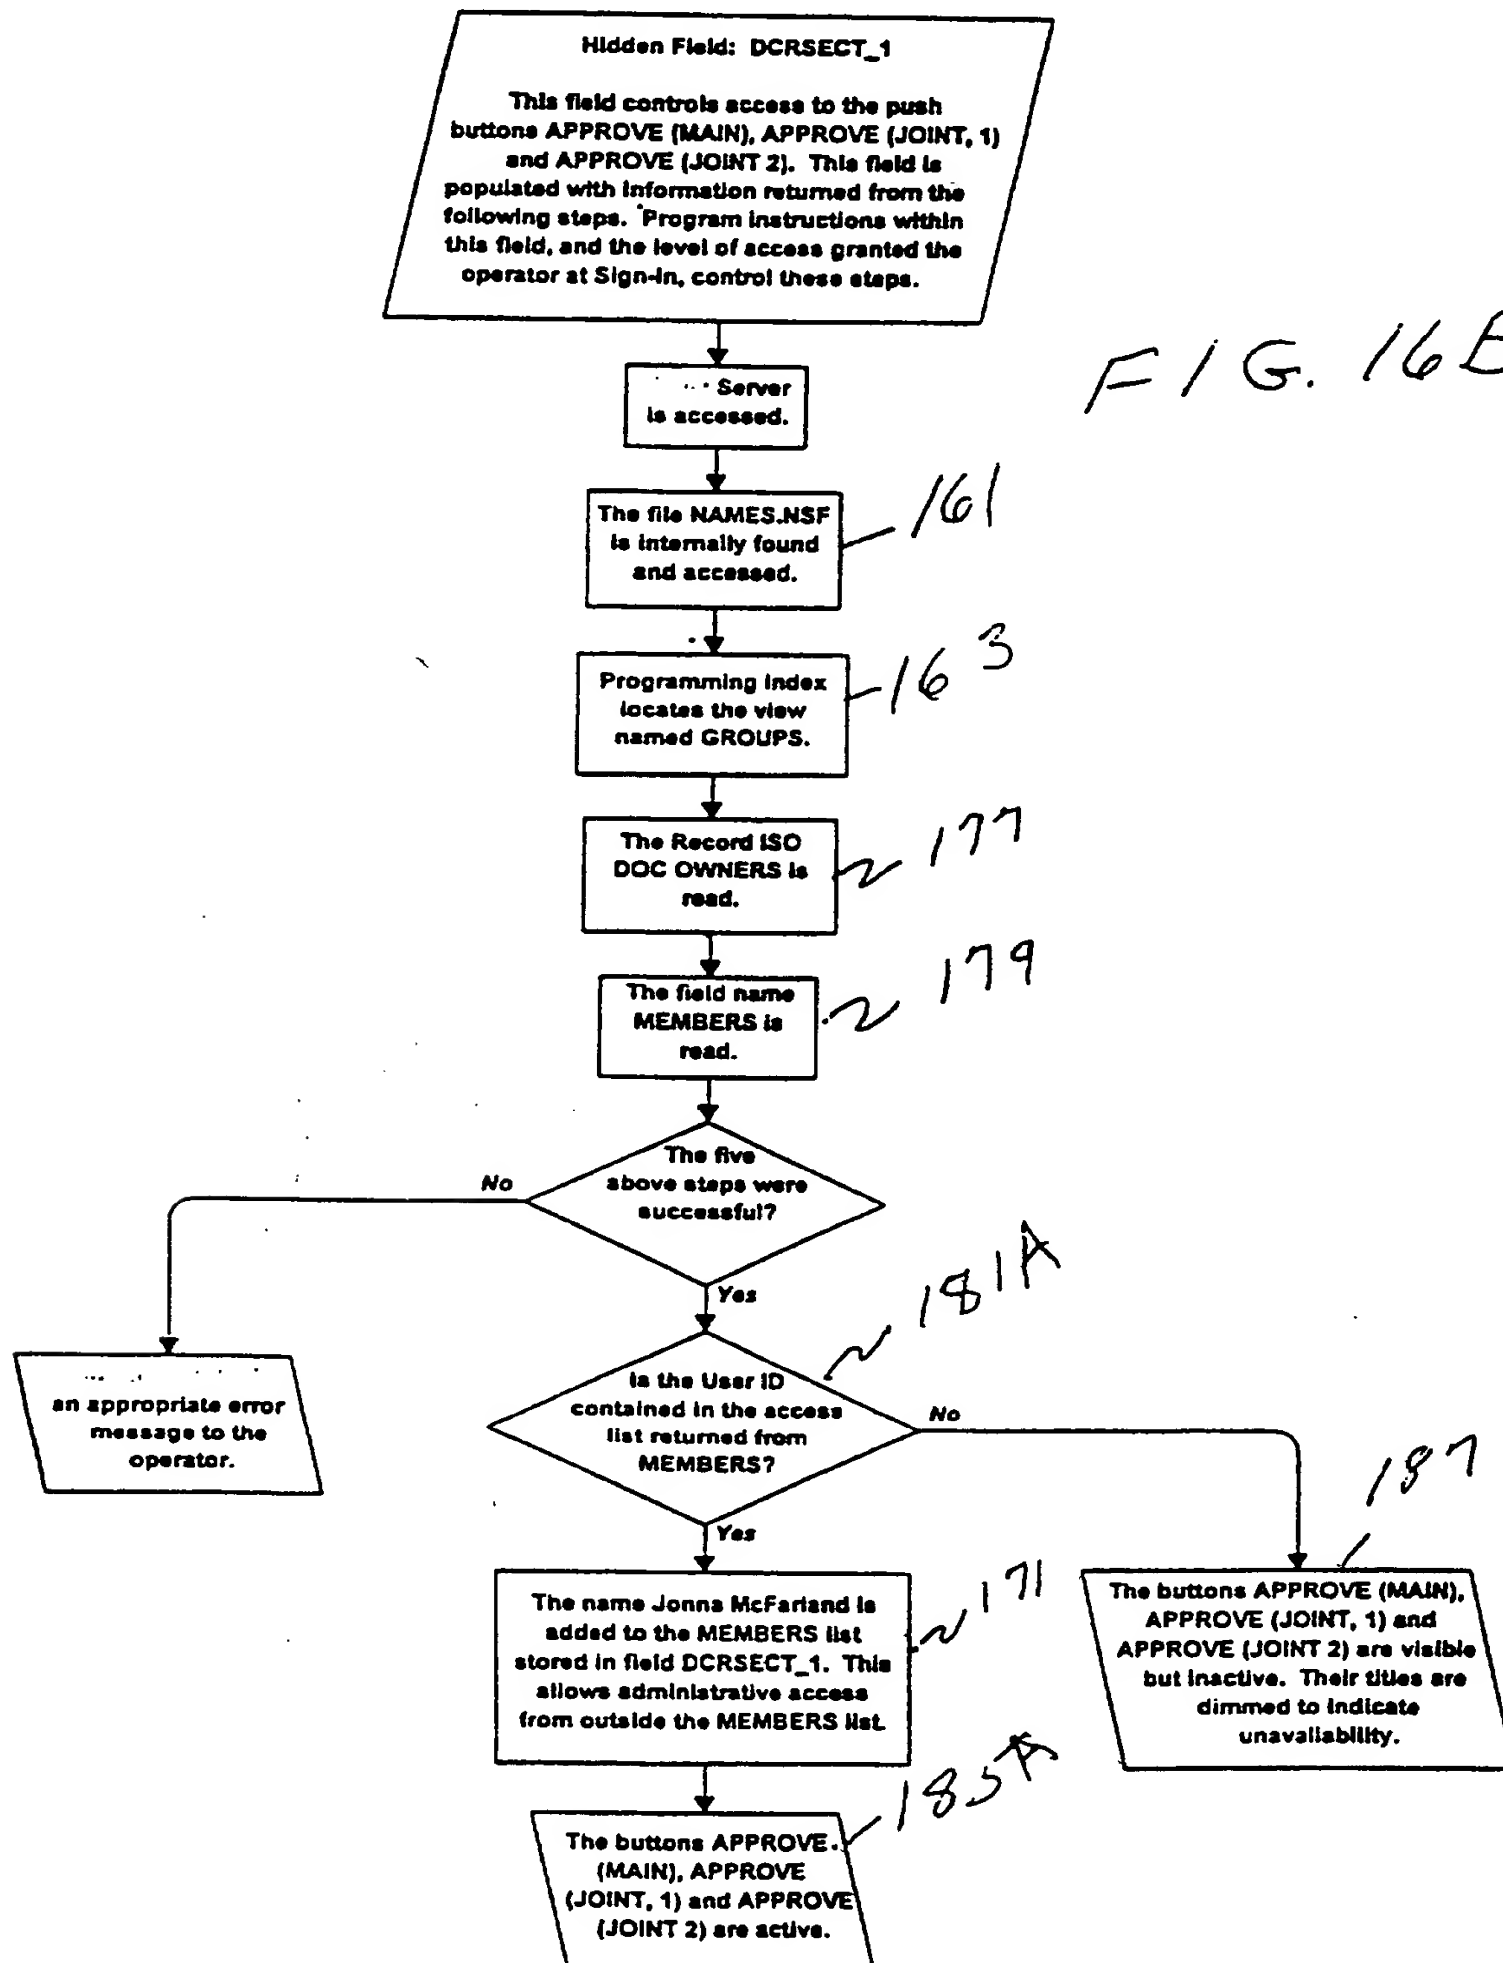 Hidden Field: DCRSECT_1
This field controls access to the push
buttons APPROVE (MAIN), APPROVE (JOINT, 1)
and APPROVE (JOINT 2). This field is
populated with information returned from the
following steps. Program instructions within
this field, and the level of access granted the
operator at Sign-In, control these steps.
FIG. 16B
Server
is accessed.
The file NAMES.NSF
is internally found
and accessed.
161
Programming index
locates the view
named GROUPS.
163
The Record ISO
DOC OWNERS is
read.
177
The field name
MEMBERS is
read.
179
The five
above steps were
successful?
No
Yes
181A
an appropriate error
message to the
operator.
Is the User ID
contained in the access
list returned from
MEMBERS?
No
Yes
187
The name Jonna McFarland is
added to the MEMBERS list
stored in field DCRSECT_1. This
allows administrative access
from outside the MEMBERS list.
171
The buttons APPROVE (MAIN),
APPROVE (JOINT, 1) and
APPROVE (JOINT 2) are visible
but inactive. Their titles are
dimmed to indicate
unavailability.
185A
The buttons APPROVE
(MAIN), APPROVE
(JOINT, 1) and APPROVE
(JOINT 2) are active.